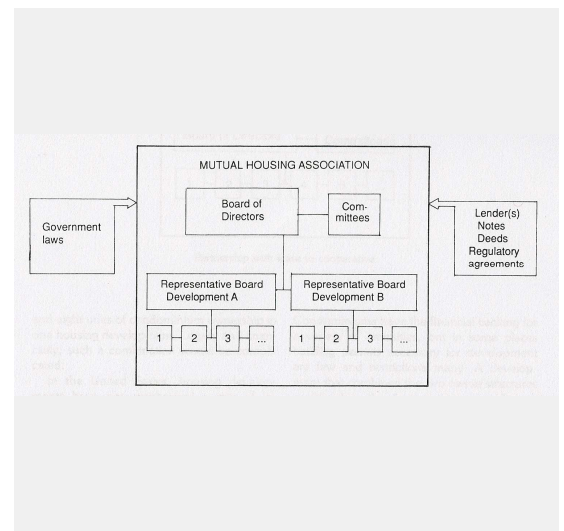 MUTUAL HOUSING ASSOCIATION
Board of
Directors
Com-
mittees
Government
laws
Lender(s)
Notes
Deeds
Regulatory
agreements
Representative Board
Development A
Representative Board
Development B
1 2 3 ...
1 2 3 ...